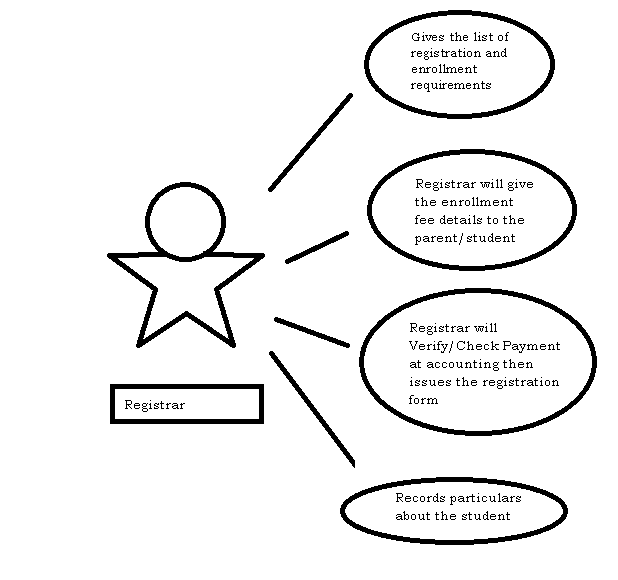 Gives the list of
registration and
enrollment
requirements
Registrar will give
the enrollment
fee details to the
parent/student
Registrar will
Verify/Check Payment
at accounting then
issues the registration
form
Registrar
Records particulars
about the student